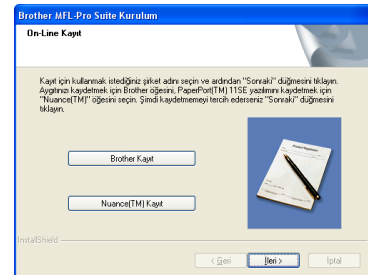 Brother MFL-Pro Suite Kurulum
On-Line Kayıt
Kayıt için kullanmak istediğiniz şirket adını seçin ve ardından "Sonraki" düğmesini tıklayın.
Aygıtınızı kaydetmek için Brother öğesini, PaperPort(TM) 11SE yazılımını kaydetmek için
"Nuance(TM)" öğesini seçin. Şimdi kaydetmemeyi tercih ederseniz "Sonraki" düğmesini
tıklayın.
Product Registration
Brother Kayıt
Nuance(TM) Kayıt
InstallShield
< Geri
İleri >
İptal